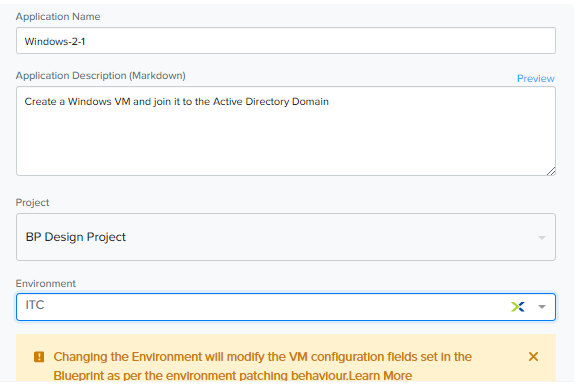 Application Name
Windows-2-1
Application Description (Markdown)
Preview
Create a Windows VM and join it to the Active Directory Domain
Project
BP Design Project
Environment
ITC
Changing the Environment will modify the VM configuration fields set in the
Blueprint as per the environment patching behaviour.Learn More